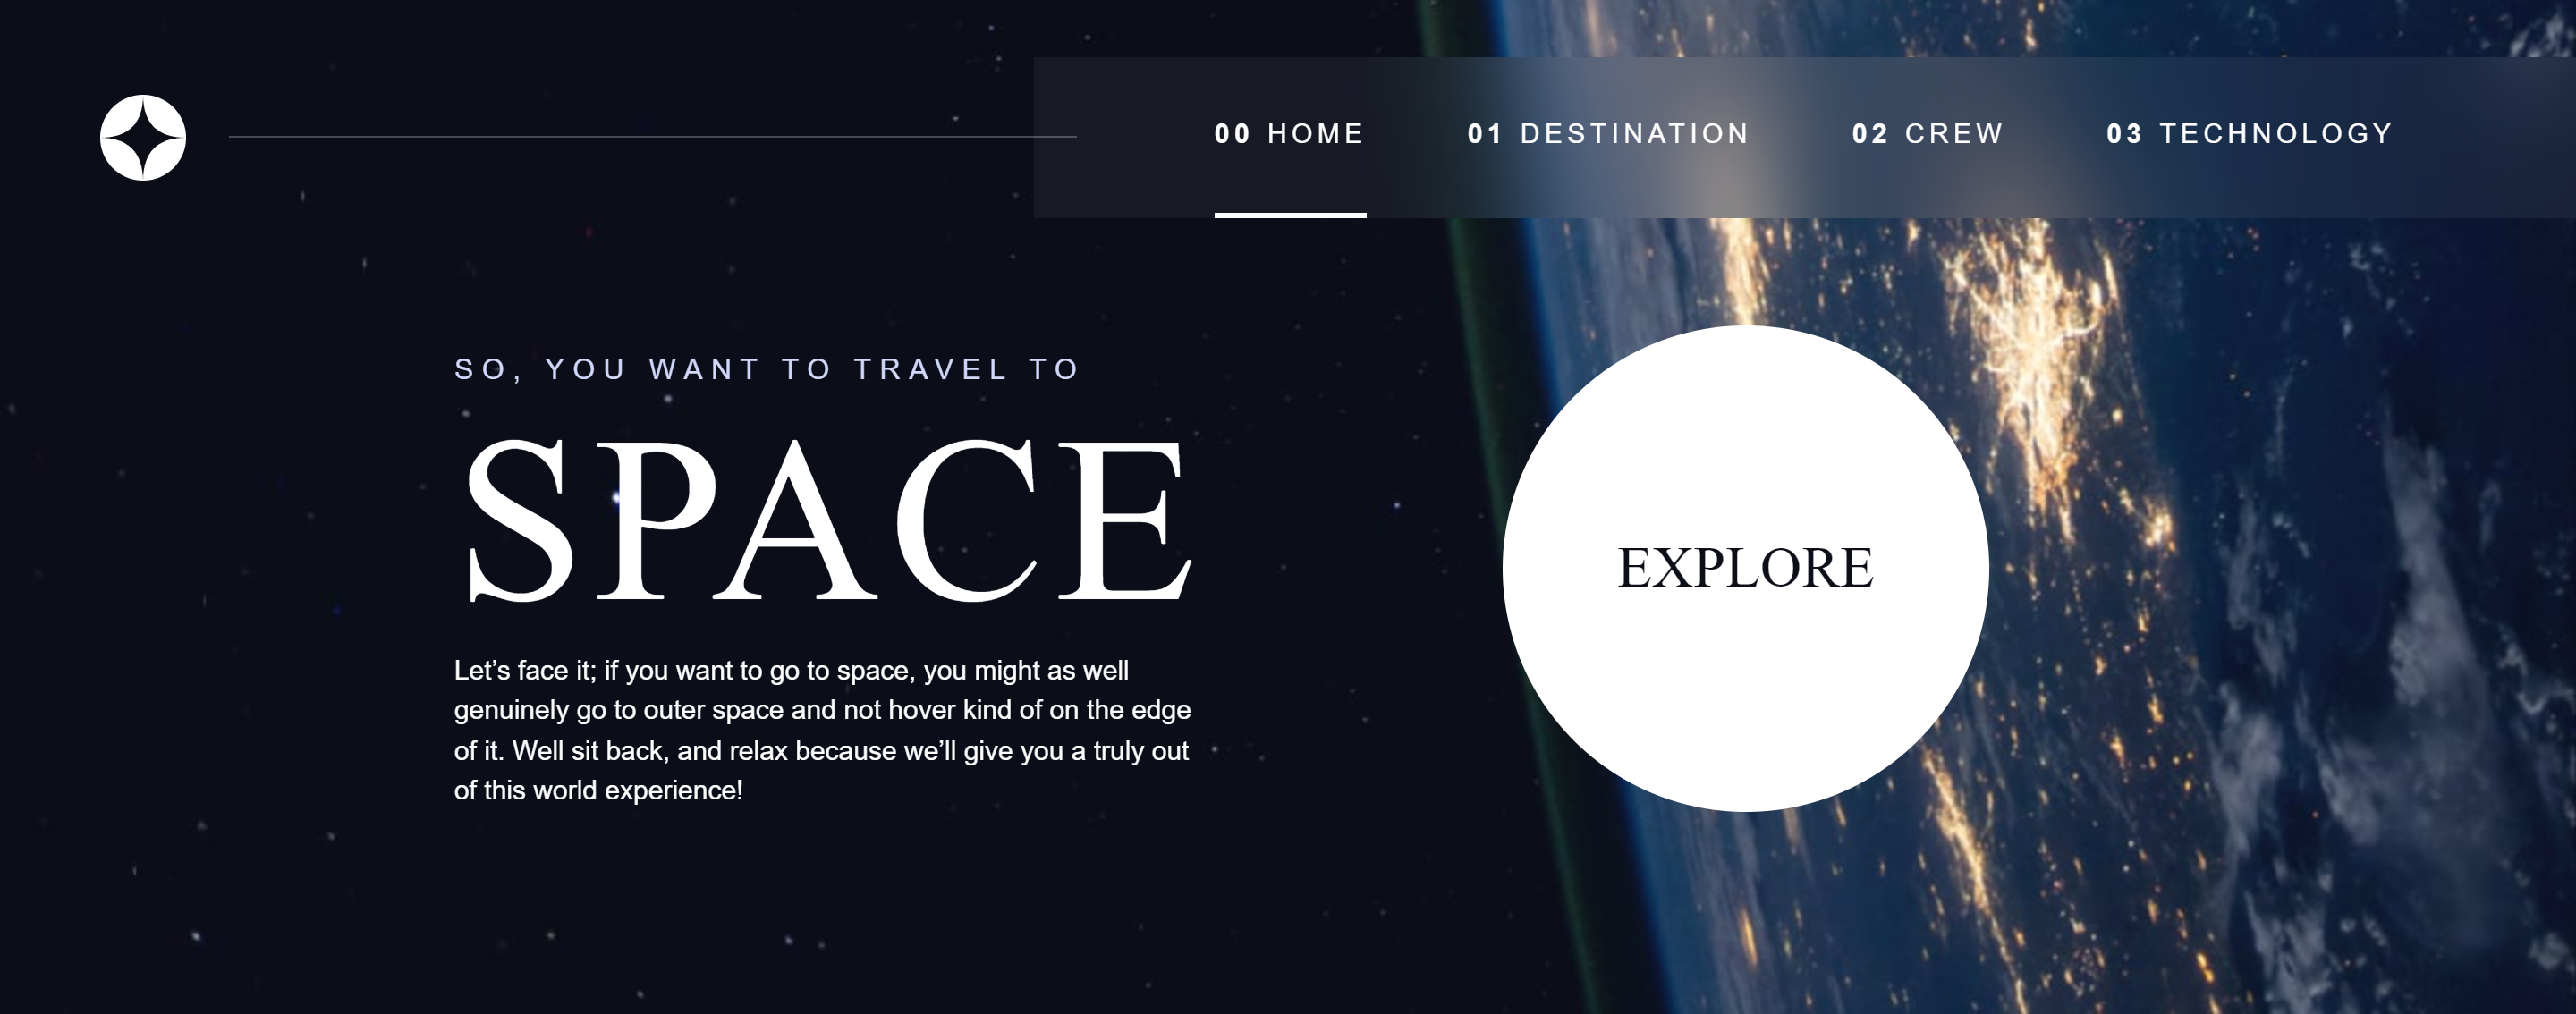 00 HOME 01 DESTINATION 02 CREW 03 TECHNOLOGY
SO, YOU WANT TO TRAVEL TO
SPACE
Let’s face it; if you want to go to space, you might as well
genuinely go to outer space and not hover kind of on the edge
of it. Well sit back, and relax because we’ll give you a truly out
of this world experience!
EXPLORE